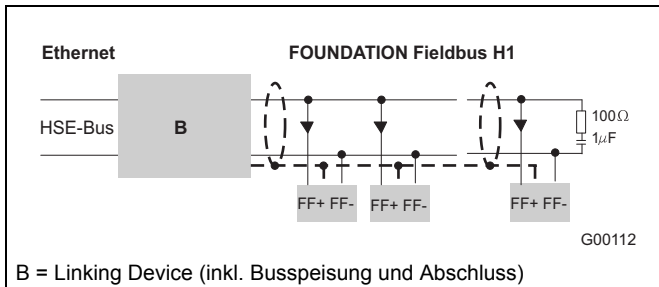 Ethernet FOUNDATION Fieldbus H1
HSE-Bus B
100Ω
1µF
FF+ FF- FF+ FF- FF+ FF-
G00112
B = Linking Device (inkl. Busspeisung und Abschluss)